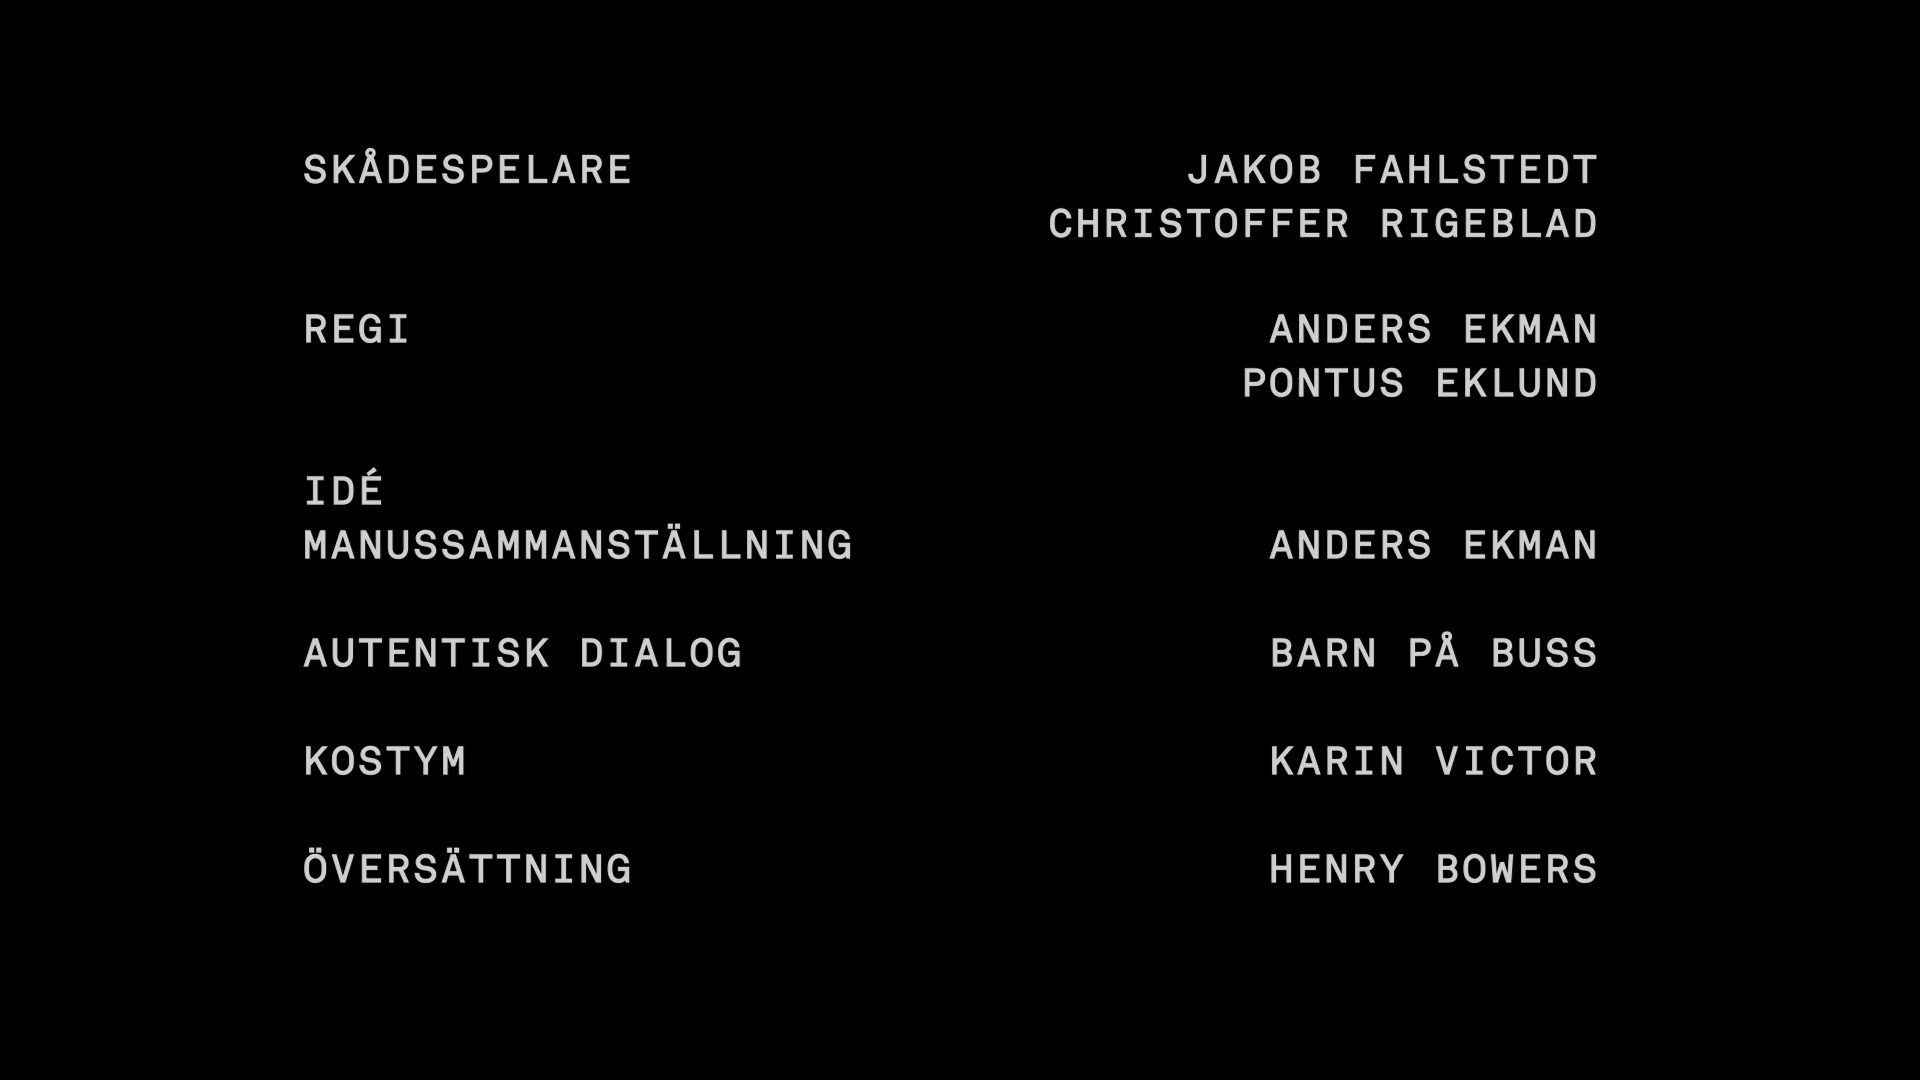 SKÅDESPELARE JAKOB FAHLSTEDT
CHRISTOFFER RIGEBLAD
REGI ANDERS EKMAN
PONTUS EKLUND
IDÉ
MANUSSAMMANSTÄLLNING ANDERS EKMAN
AUTENTISK DIALOG BARN PÅ BUSS
KOSTYM KARIN VICTOR
ÖVERSÄTTNING HENRY BOWERS